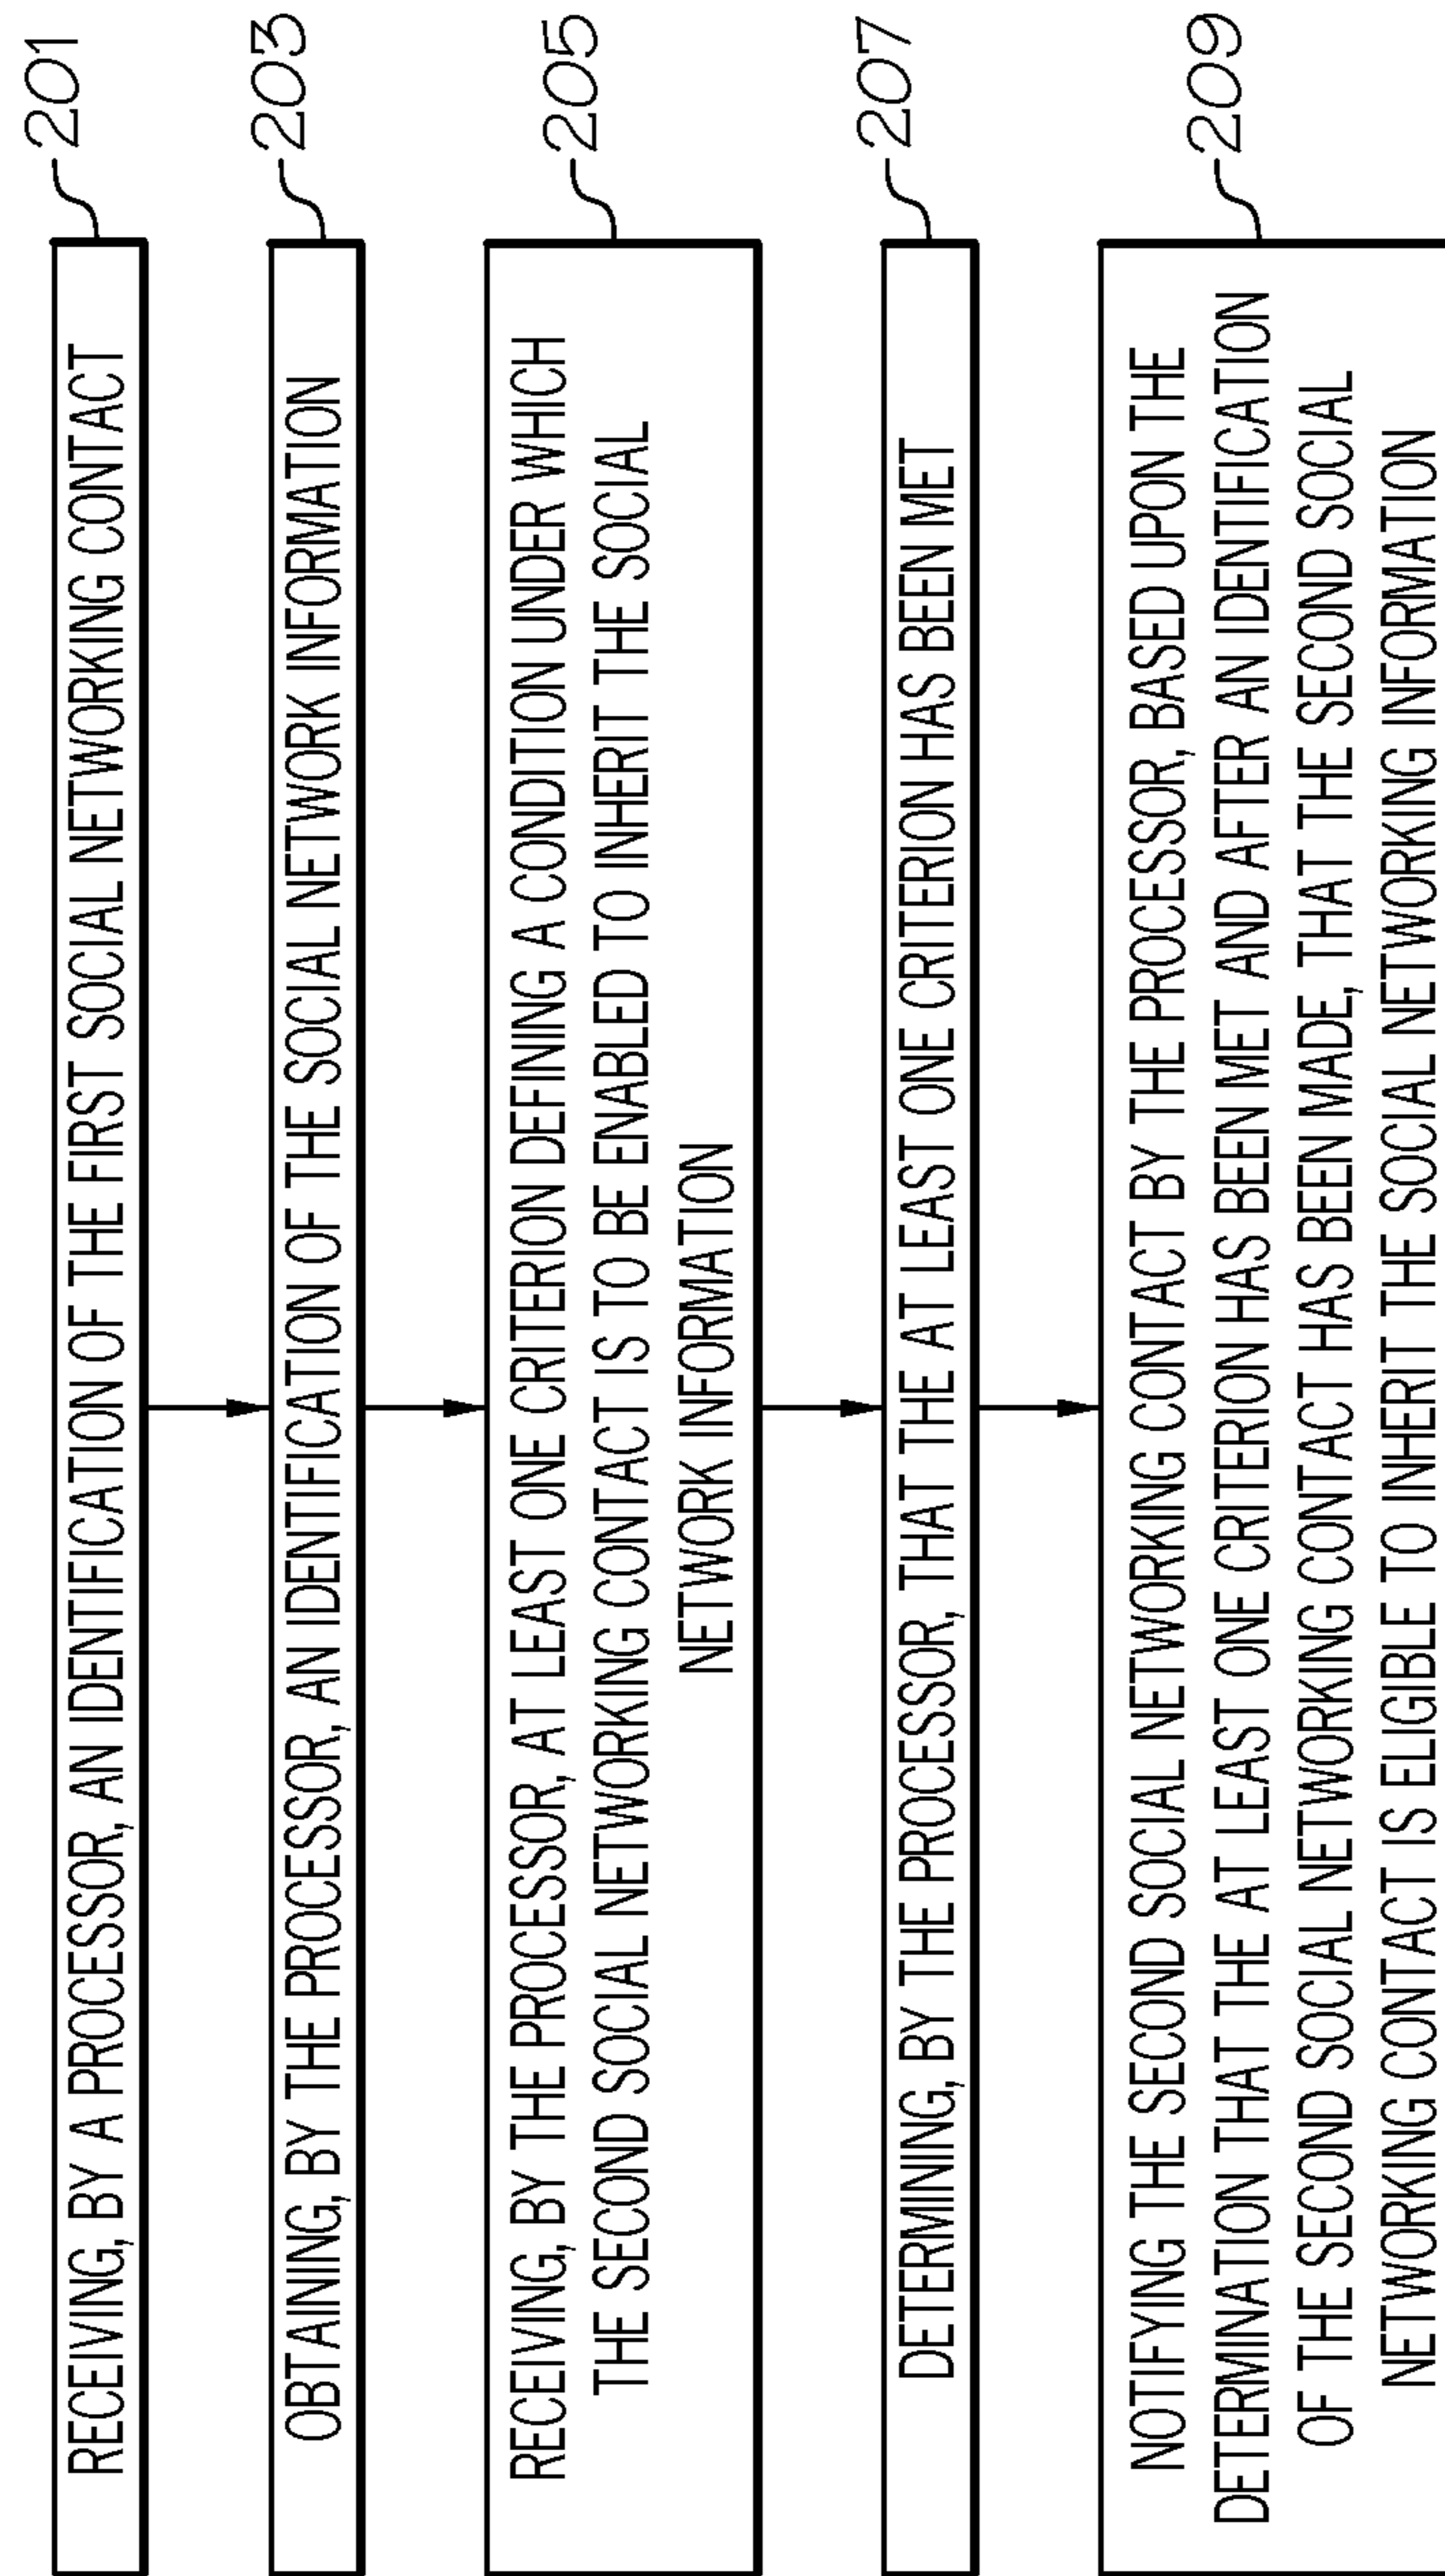 RECEIVING, BY A PROCESSOR, AN IDENTIFICATION OF THE FIRST SOCIAL NETWORKING CONTACT
201
OBTAINING, BY THE PROCESSOR, AN IDENTIFICATION OF THE SOCIAL NETWORK INFORMATION
203
RECEIVING, BY THE PROCESSOR, AT LEAST ONE CRITERION DEFINING A CONDITION UNDER WHICH
THE SECOND SOCIAL NETWORKING CONTACT IS TO BE ENABLED TO INHERIT THE SOCIAL
NETWORK INFORMATION
205
DETERMINING, BY THE PROCESSOR, THAT THE AT LEAST ONE CRITERION HAS BEEN MET
207
NOTIFYING THE SECOND SOCIAL NETWORKING CONTACT BY THE PROCESSOR, BASED UPON THE
DETERMINATION THAT THE AT LEAST ONE CRITERION HAS BEEN MET AND AFTER AN IDENTIFICATION
OF THE SECOND SOCIAL NETWORKING CONTACT HAS BEEN MADE, THAT THE SECOND SOCIAL
NETWORKING CONTACT IS ELIGIBLE TO INHERIT THE SOCIAL NETWORKING INFORMATION
209